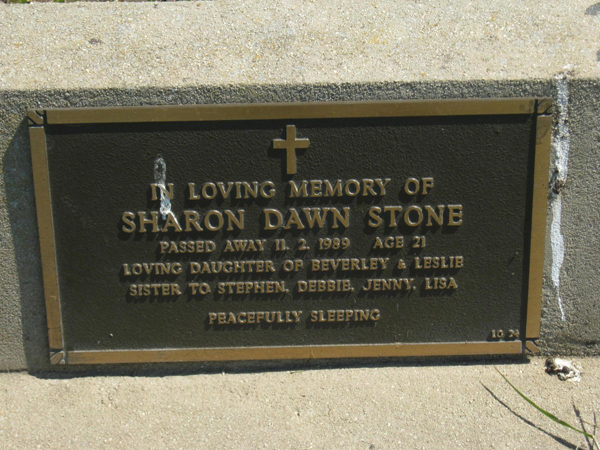 IN LOVING MEMORY OF
SHARON DAWN STONE
PASSED AWAY 11. 2. 1989 AGE 21
LOVING DAUGHTER OF BEVERLEY & LESLIE
SISTER TO STEPHEN, DEBBIE, JENNY, LISA
PEACEFULLY SLEEPING